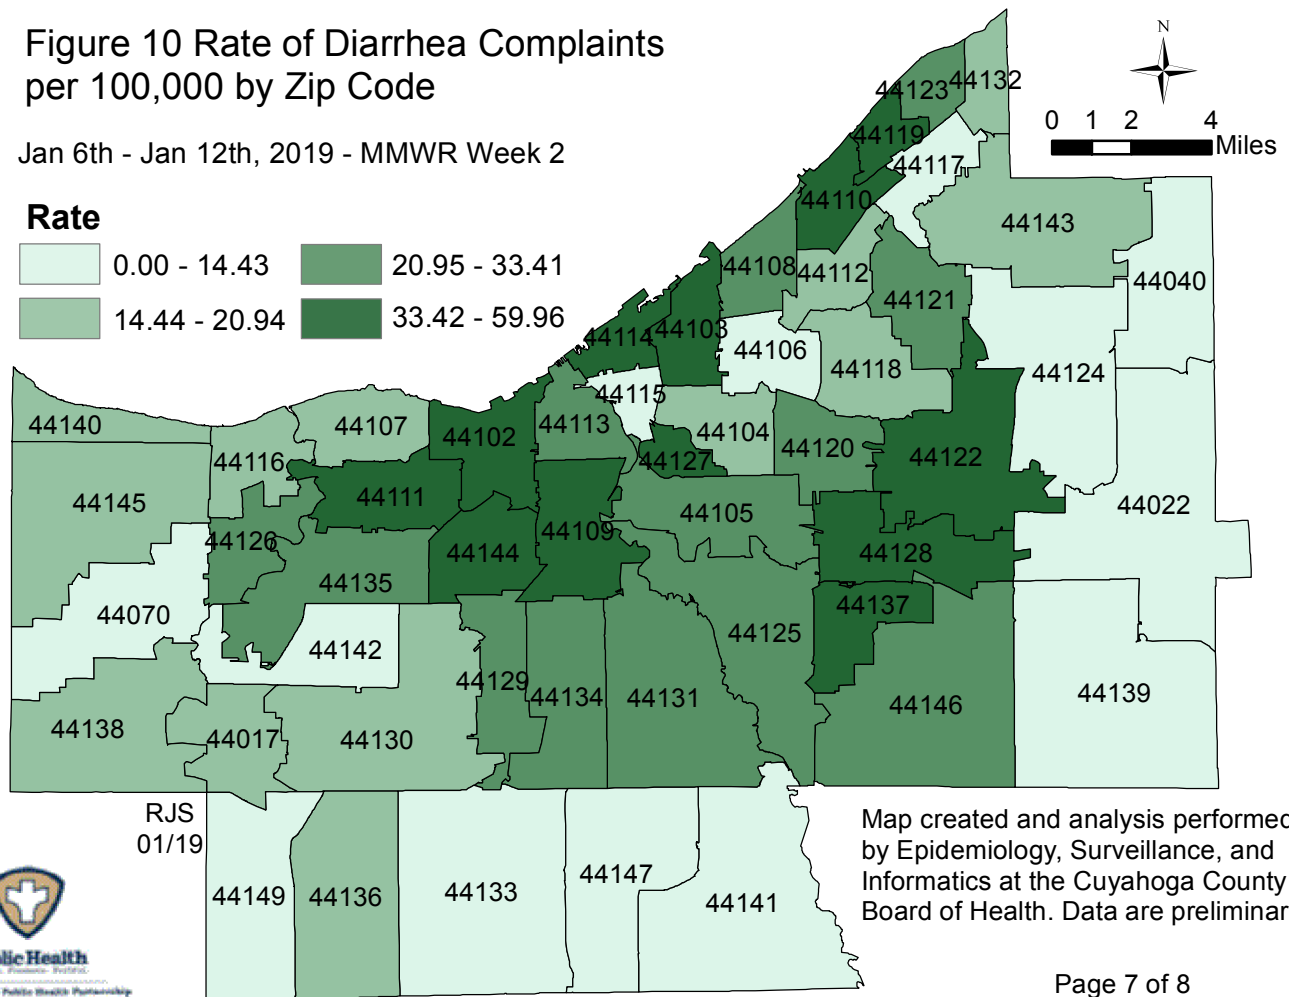 Figure 10 Rate of Diarrhea Complaints
per 100,000 by Zip Code
Jan 6th - Jan 12th, 2019 - MMWR Week 2
Rate
0.00 - 14.43
20.95 - 33.41
14.44 - 20.94
33.42 - 59.96
N
0 1 2 4
Miles
44123
44132
44119
44117
44110
44143
44108
44112
44040
44121
44114
44103
44106
44118
44124
44115
44140
44107
44102
44113
44104
44120
44116
44127
44122
44111
44145
44022
44105
44126
44109
44144
44128
44135
44137
44070
44125
44142
44129
44134
44131
44139
44146
44138
44017
44130
RJS
01/19
44149
44136
44133
44147
44141
Map created and analysis performed
by Epidemiology, Surveillance, and
Informatics at the Cuyahoga County
Board of Health. Data are preliminar
lic Health
Public Health Partnership
Page 7 of 8